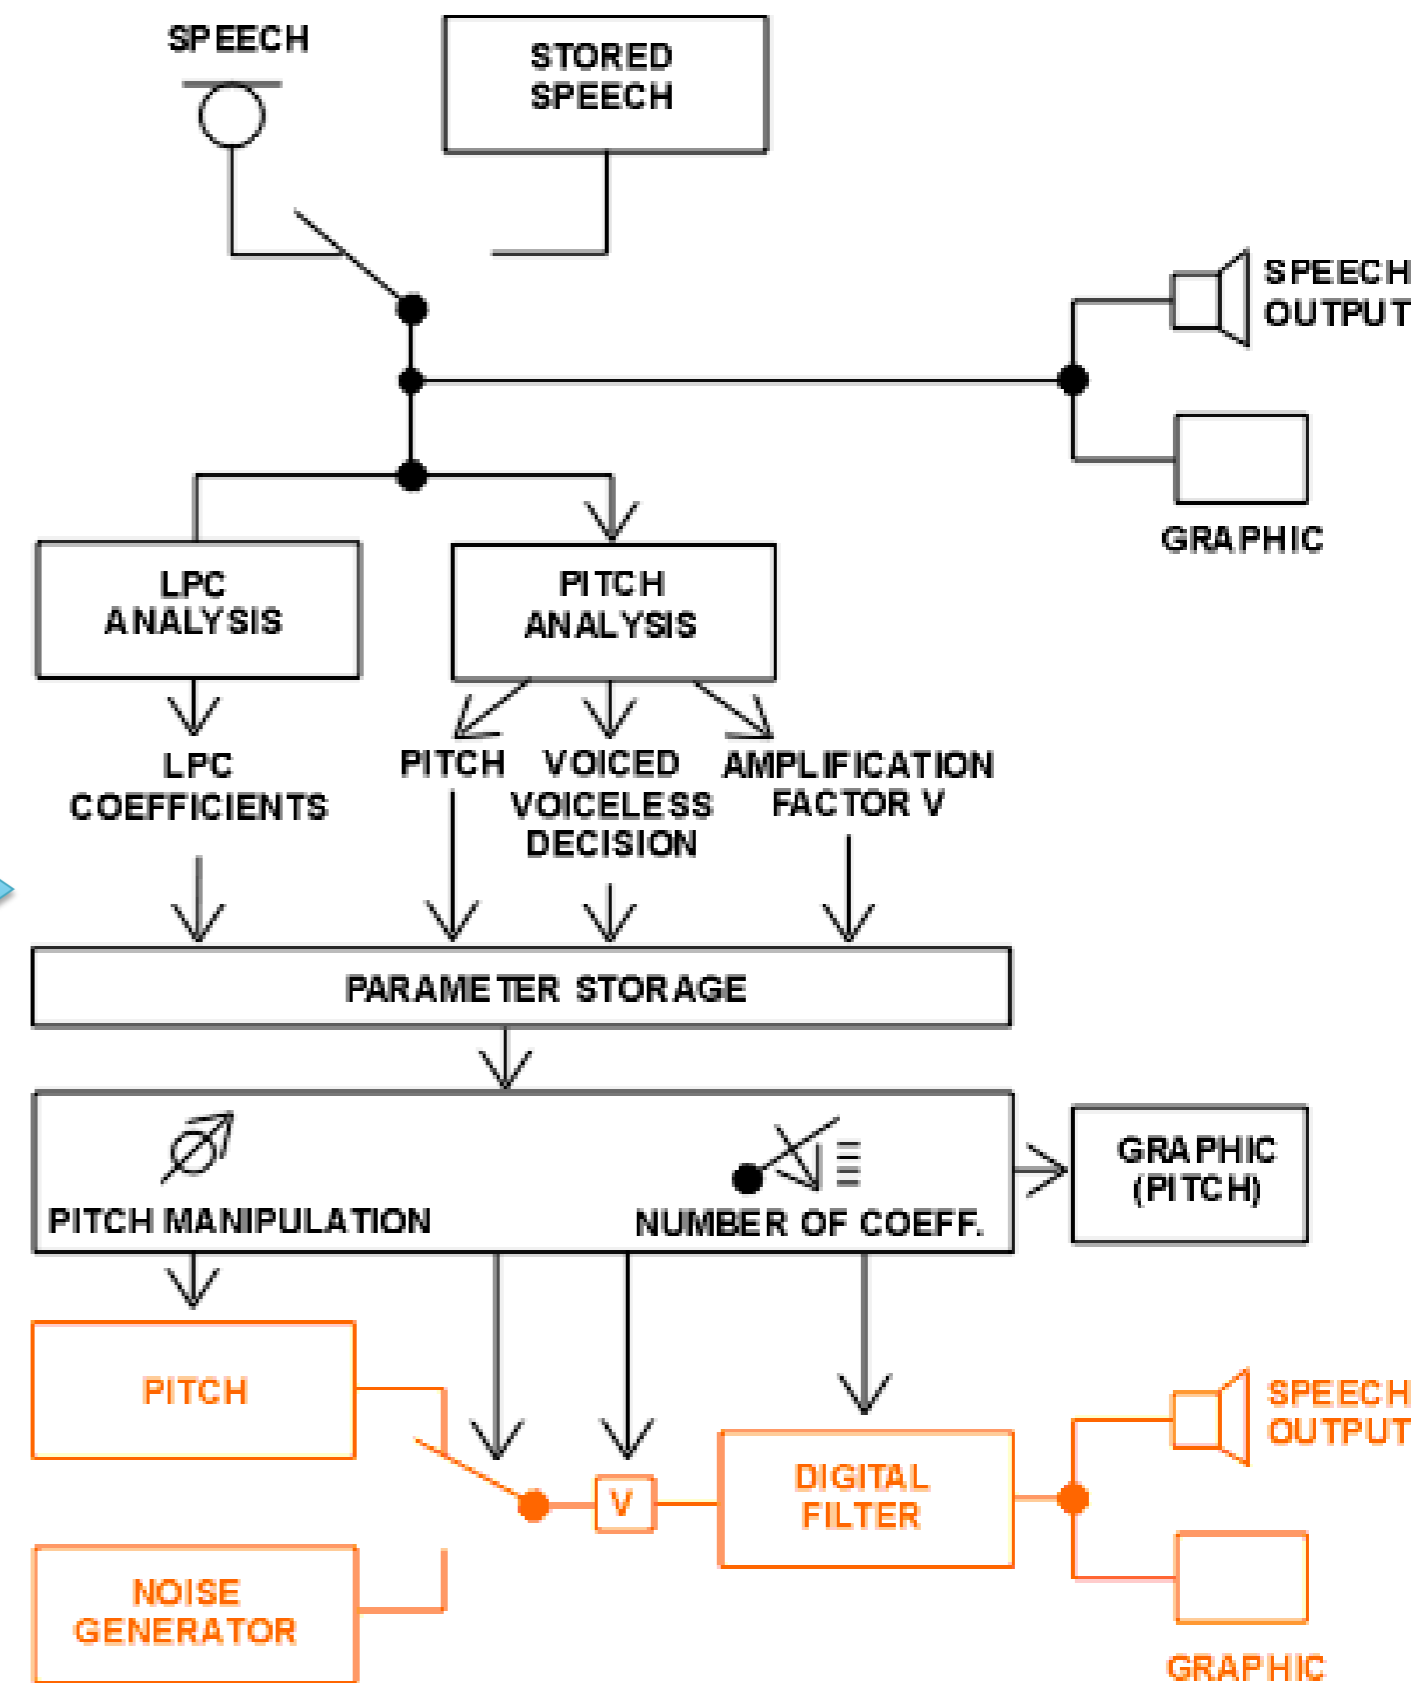 SPEECH
STORED
SPEECH
SPEECH
OUTPUT
GRAPHIC
LPC
ANALYSIS
PITCH
ANALYSIS
LPC
COEFFICIENTS
PITCH
VOICED
VOICELESS
DECISION
AMPLIFICATION
FACTOR V
PARAMETER STORAGE
PITCH MANIPULATION
NUMBER OF COEFF.
GRAPHIC
(PITCH)
PITCH
NOISE
GENERATOR
V
DIGITAL
FILTER
SPEECH
OUTPUT
GRAPHIC